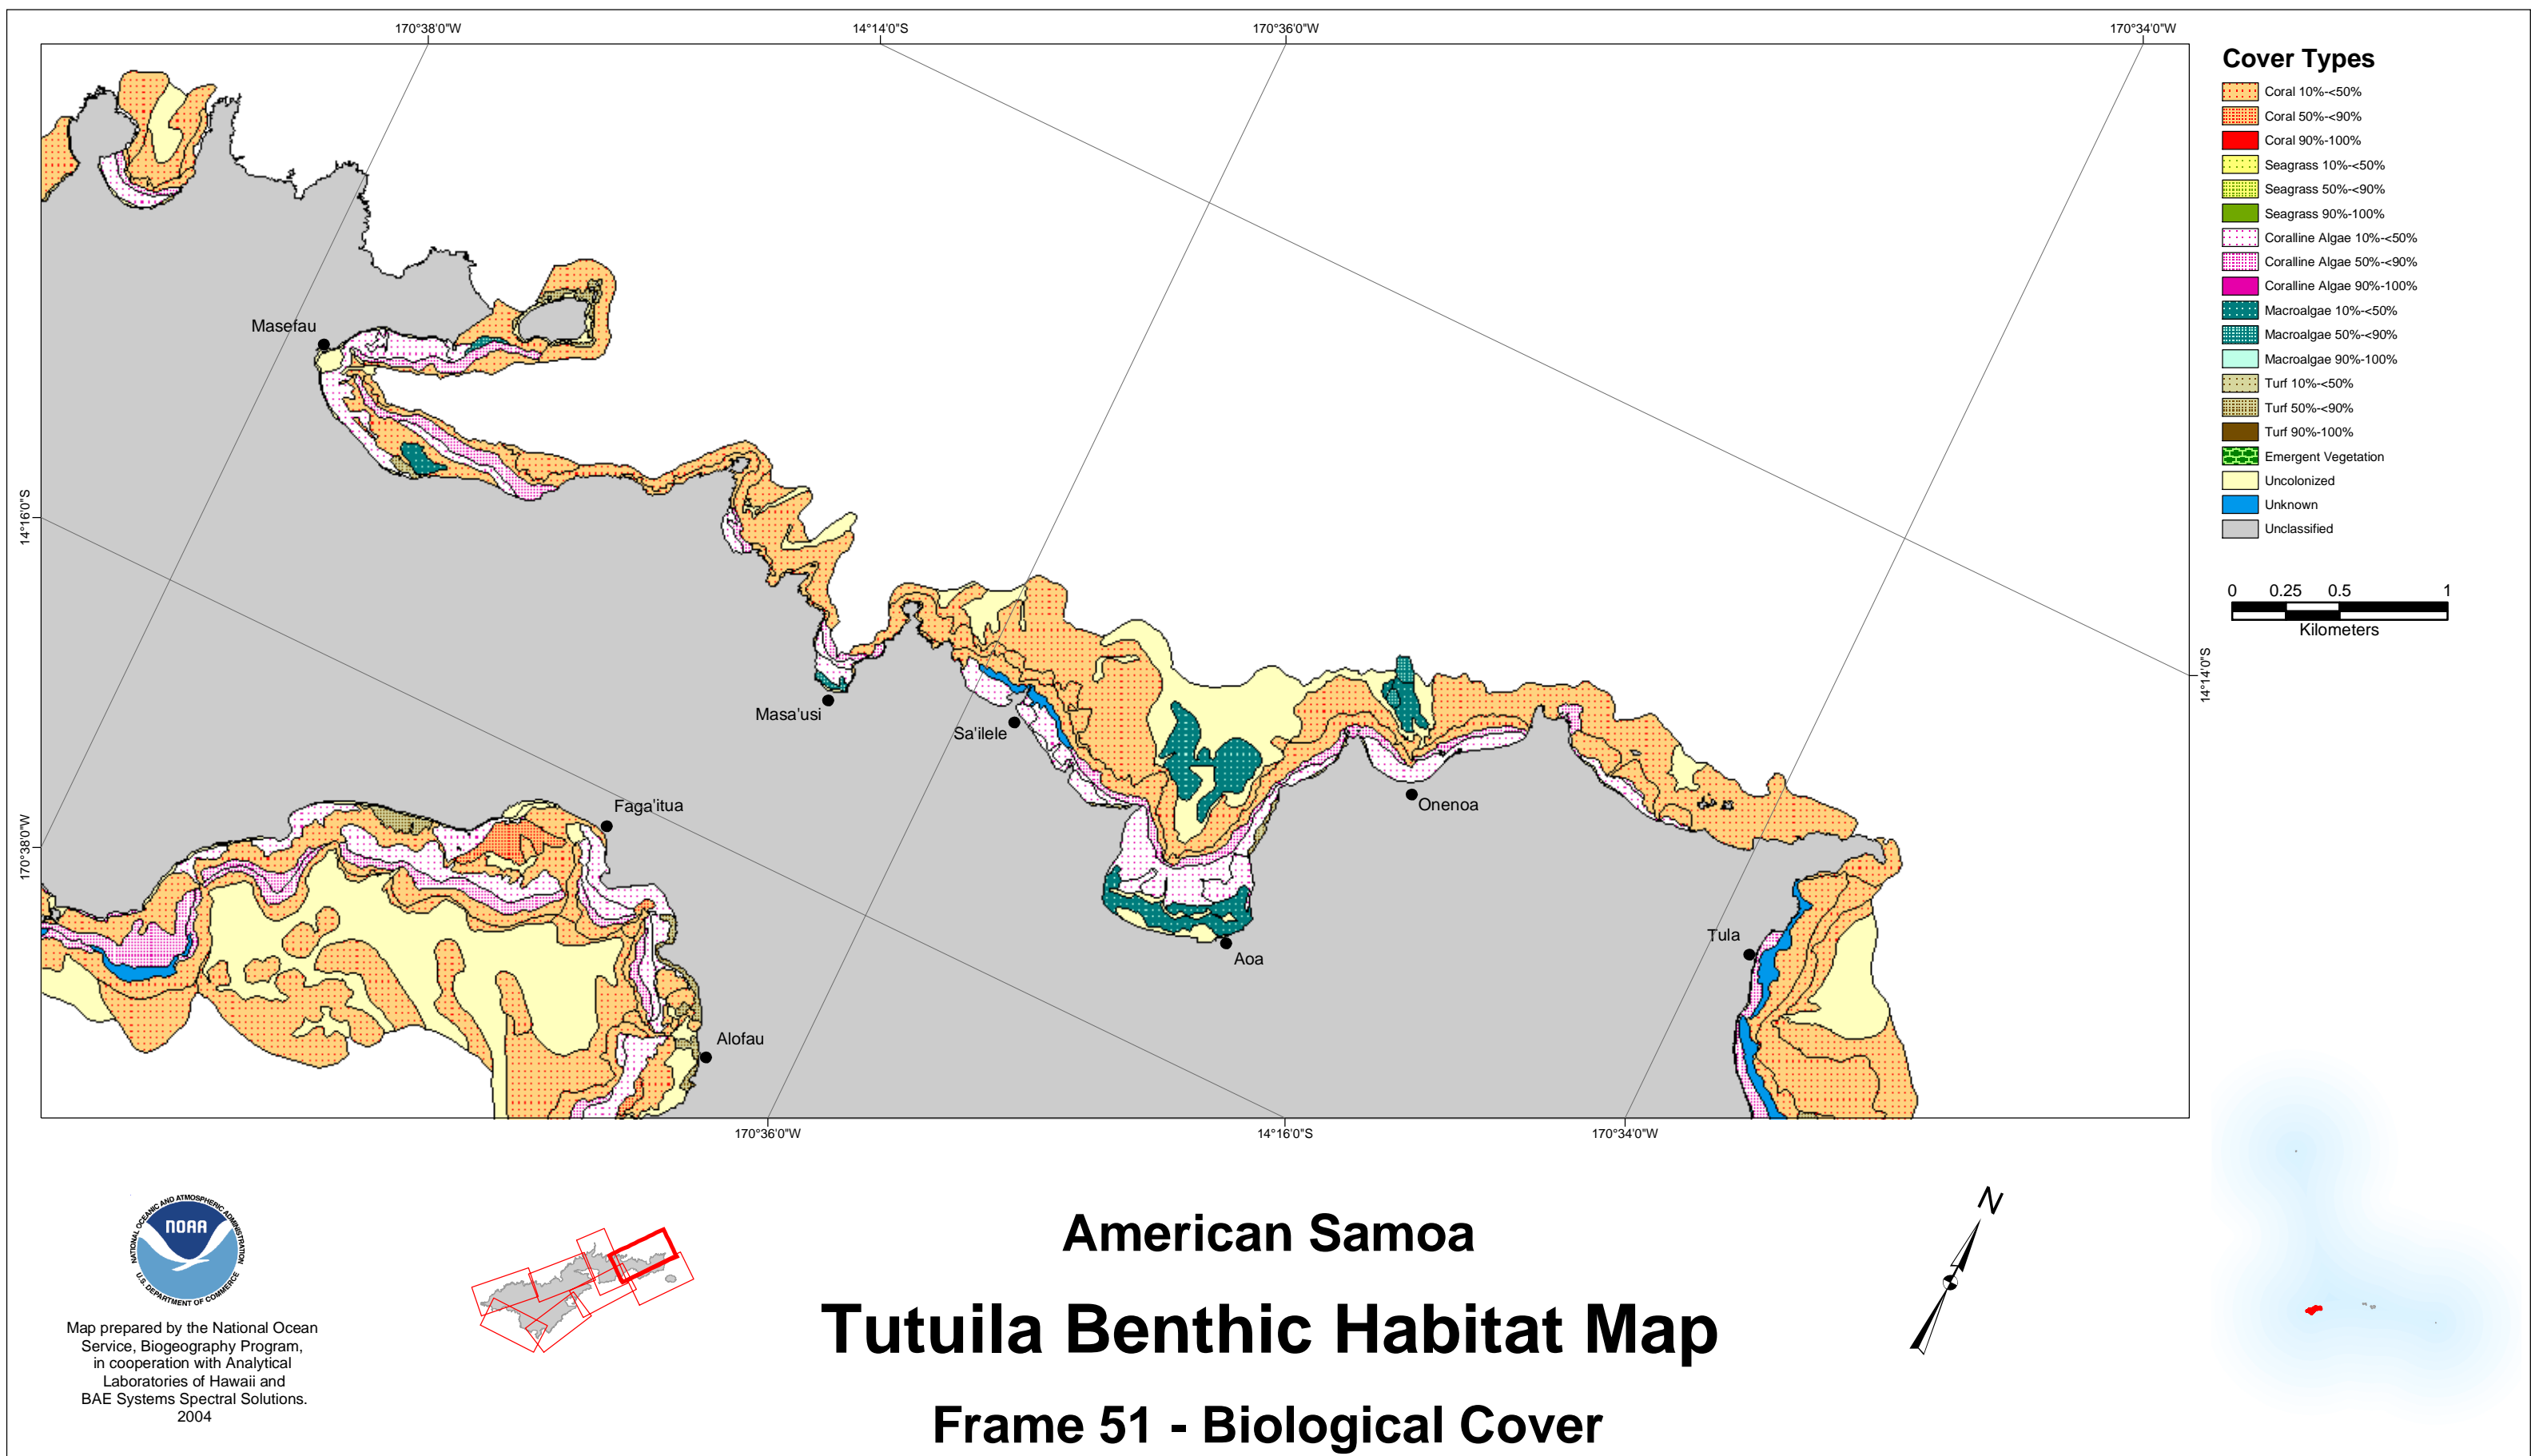 170°38'0"W
14°14'0"S
170°36'0"W
170°34'0"W
Cover Types
Coral 10%-<50%
Coral 50%-<90%
Coral 90%-100%
Seagrass 10%-<50%
Seagrass 50%-<90%
Seagrass 90%-100%
Coralline Algae 10%-<50%
Coralline Algae 50%-<90%
Coralline Algae 90%-100%
Macroalgae 10%-<50%
Macroalgae 50%-<90%
Macroalgae 90%-100%
Turf 10%-<50%
Turf 50%-<90%
Turf 90%-100%
Emergent Vegetation
Uncolonized
Unknown
Unclassified
0 0.25 0.5 1
Kilometers
Masefau
14°16'0"S
14°14'0"S
Masa'usi
Sa'ilele
Onenoa
Faga'itua
170°38'0"W
Tula
Aoa
Alofau
170°36'0"W
14°16'0"S
170°34'0"W
NATIONAL OCEANIC AND ATMOSPHERIC ADMINISTRATION
NOAA
U.S. DEPARTMENT OF COMMERCE
Map prepared by the National Ocean
Service, Biogeography Program,
in cooperation with Analytical
Laboratories of Hawaii and
BAE Systems Spectral Solutions.
2004
American Samoa
Tutuila Benthic Habitat Map
Frame 51 - Biological Cover
N